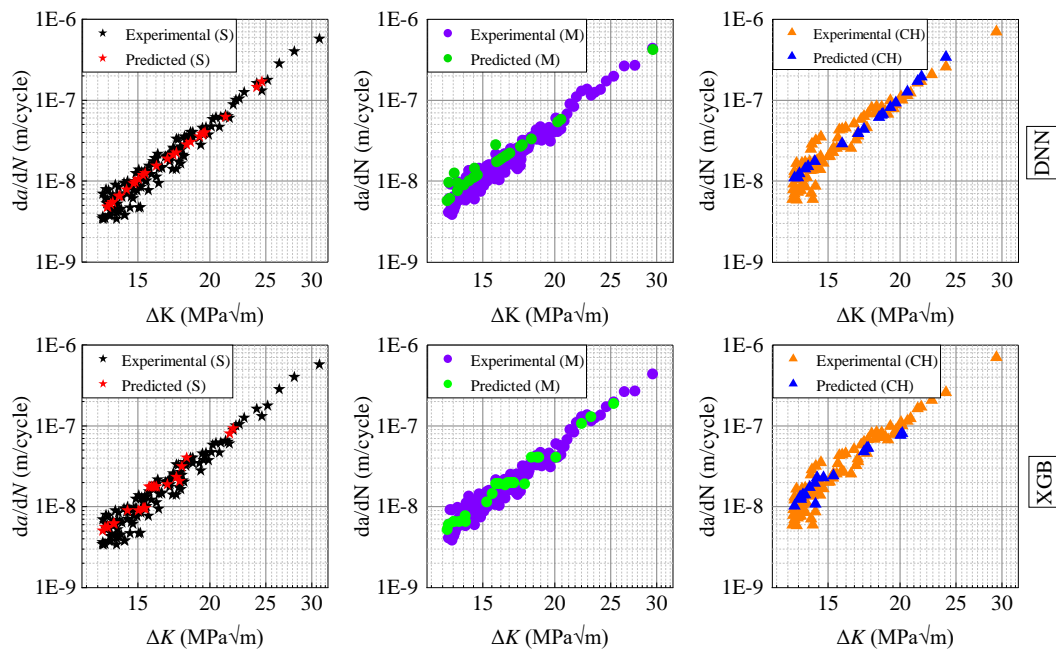 1E-6
1E-7
1E-8
1E-9
da/dN (m/cycle)
Experimental (S)
Predicted (S)
15
20
25
30
ΔK (MPa√m)
1E-6
1E-7
1E-8
1E-9
da/dN (m/cycle)
Experimental (M)
Predicted (M)
15
20
25
30
ΔK (MPa√m)
1E-6
1E-7
1E-8
1E-9
da/dN (m/cycle)
Experimental (CH)
Predicted (CH)
15
20
25
30
ΔK (MPa√m)
DNN
1E-6
1E-7
1E-8
1E-9
da/dN (m/cycle)
Experimental (S)
Predicted (S)
15
20
25
30
ΔK (MPa√m)
1E-6
1E-7
1E-8
1E-9
da/dN (m/cycle)
Experimental (M)
Predicted (M)
15
20
25
30
ΔK (MPa√m)
1E-6
1E-7
1E-8
1E-9
da/dN (m/cycle)
Experimental (CH)
Predicted (CH)
15
20
25
30
ΔK (MPa√m)
XGB